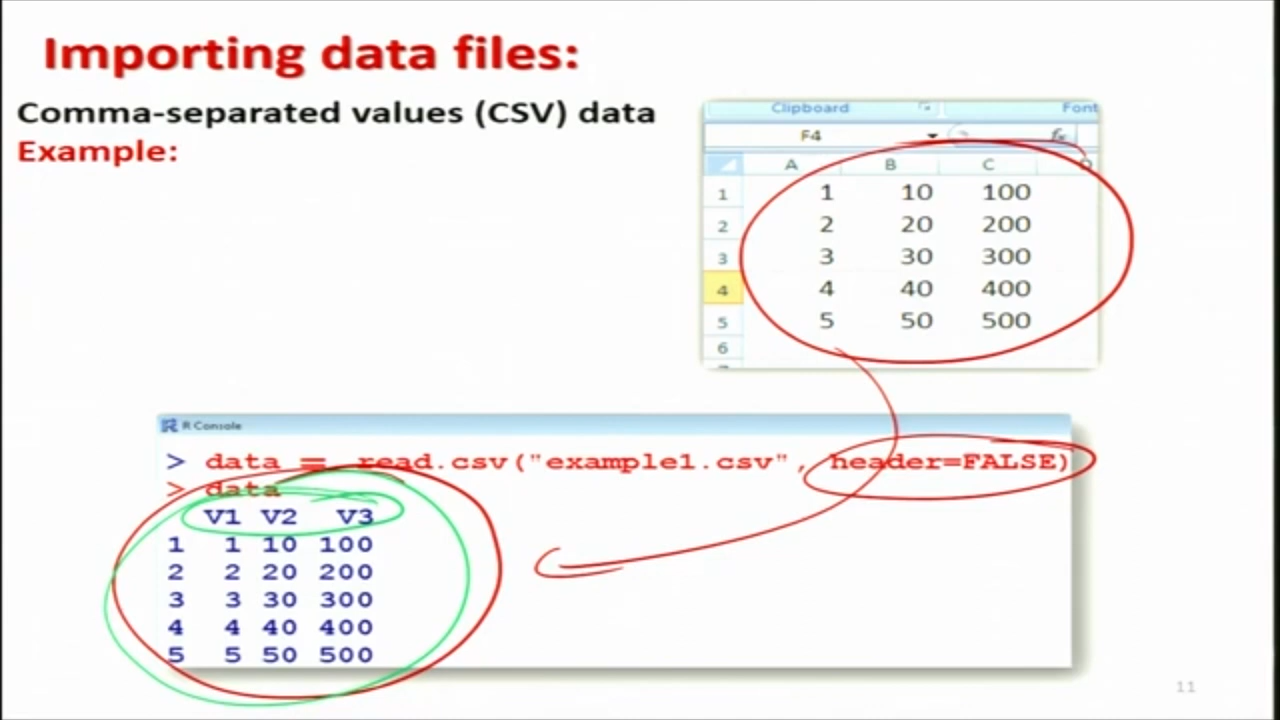 Importing data files:
Comma-separated values (CSV) data
Example:
Clipboard Font
F4 fx
A B C D
1 1 10 100
2 2 20 200
3 3 30 300
4 4 40 400
5 5 50 500
6
R Console
> data = read.csv("example1.csv", header=FALSE)
> data
V1 V2 V3
1 1 10 100
2 2 20 200
3 3 30 300
4 4 40 400
5 5 50 500
11